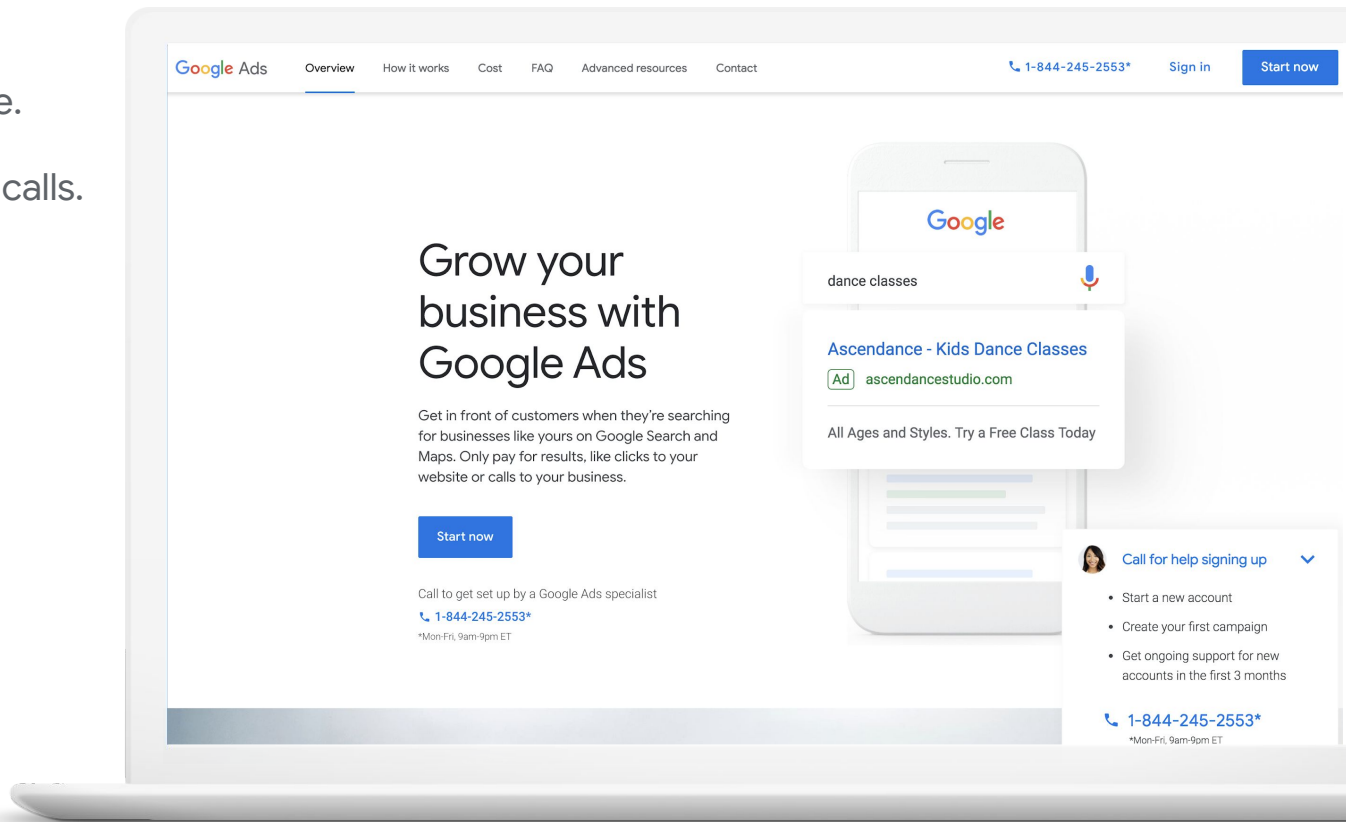 e.
calls.
Google Ads
Overview
How it works
Cost
FAQ
Advanced resources
Contact
1-844-245-2553*
Sign in
Start now
Grow your
business with
Google Ads
Get in front of customers when they're searching
for businesses like yours on Google Search and
Maps. Only pay for results, like clicks to your
website or calls to your business.
Start now
Call to get set up by a Google Ads specialist
1-844-245-2553*
*Mon-Fri, 9am-9pm ET
Google
dance classes
Ascendance - Kids Dance Classes
Ad ascendancestudio.com
All Ages and Styles. Try a Free Class Today
Call for help signing up
• Start a new account
• Create your first campaign
• Get ongoing support for new
accounts in the first 3 months
1-844-245-2553*
*Mon-Fri, 9am-9pm ET